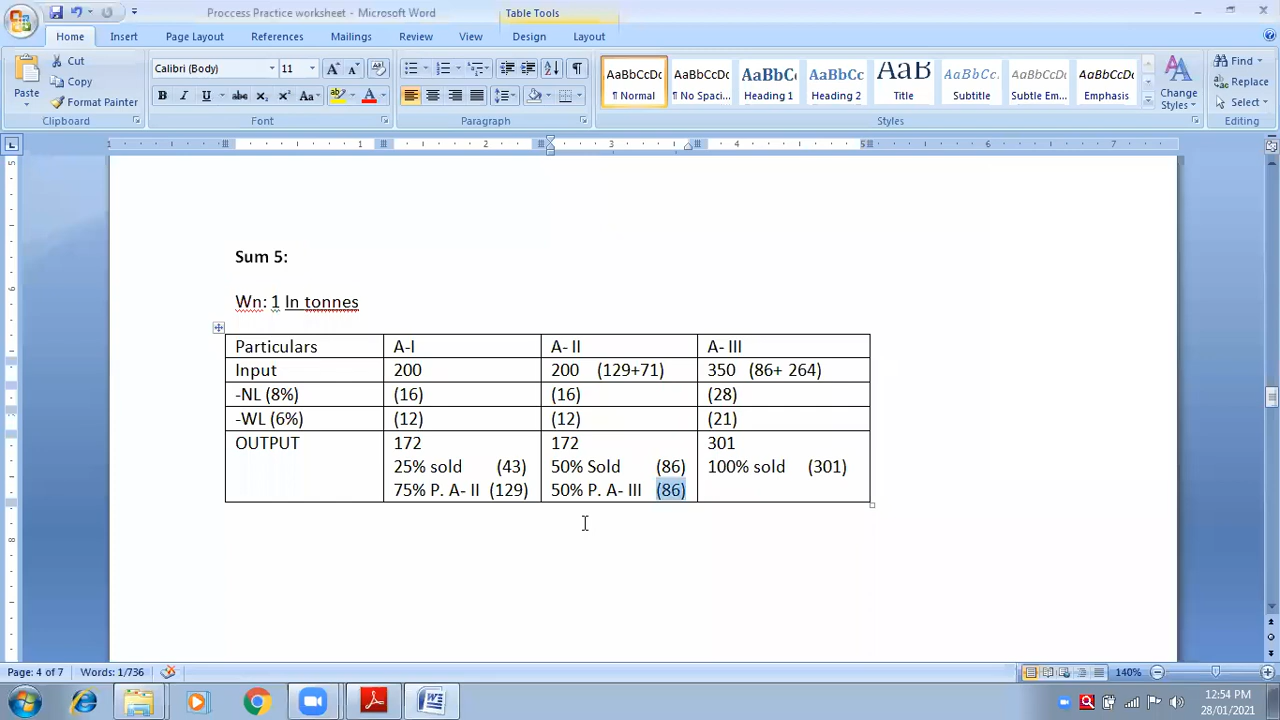 Proccess Practice worksheet - Microsoft Word
Table Tools
Home Insert Page Layout References Mailings Review View Design Layout
Paste
Cut
Copy
Format Painter
Clipboard
Calibri (Body) 11
Font
Paragraph
AaBbCcDc AaBbCcDc AaBbCc AaBbCc AaB AaBbCcI AaBbCcDc AaBbCcDc
¶ Normal ¶ No Spaci... Heading 1 Heading 2 Title Subtitle Subtle Em... Emphasis
Change Styles
Styles
Find
Replace
Select
Editing
Sum 5:
Wn: 1 In tonnes
Particulars A-I A- II A- III
Input 200 200 (129+71) 350 (86+ 264)
-NL (8%) (16) (16) (28)
-WL (6%) (12) (12) (21)
OUTPUT 172 172 301
25% sold (43) 50% Sold (86) 100% sold (301)
75% P. A- II (129) 50% P. A- III (86)
Page: 4 of 7 Words: 1/736 140%
12:54 PM
28/01/2021